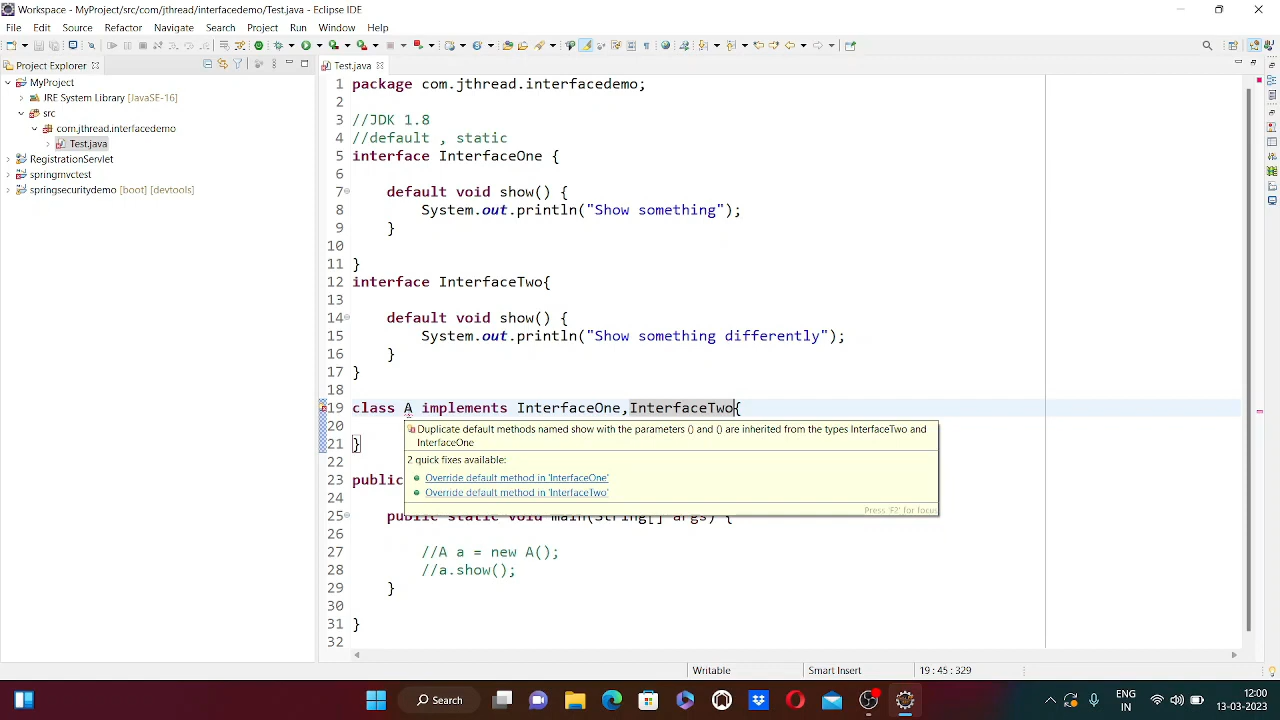 Workspace - MyProject/src/com/jthread/interfacedemo/Test.java - Eclipse IDE
File Edit Source Refactor Navigate Search Project Run Window Help
Project Explorer
Test.java
MyProject
JRE System Library [JavaSE-16]
src
com.jthread.interfacedemo
Test.java
RegistrationServlet
springmvctest
springsecuritydemo [boot] [devtools]
1 package com.jthread.interfacedemo;
2
3 //JDK 1.8
4 //default , static
5 interface InterfaceOne {
6
7 default void show() {
8 System.out.println("Show something");
9 }
10
11 }
12 interface InterfaceTwo{
13
14 default void show() {
15 System.out.println("Show something differently");
16 }
17 }
18
19 class A implements InterfaceOne,InterfaceTwo{
20
21 }
22
23 public
24
25 public static void main(String[] args) {
26
27 //A a = new A();
28 //a.show();
29 }
30
31 }
32
Duplicate default methods named show with the parameters () and () are inherited from the types InterfaceTwo and
InterfaceOne
2 quick fixes available:
Override default method in 'InterfaceOne'
Override default method in 'InterfaceTwo'
Press 'F2' for focus
Writable Smart Insert 19 : 45 : 329
Search
ENG
IN
12:00
13-03-2023